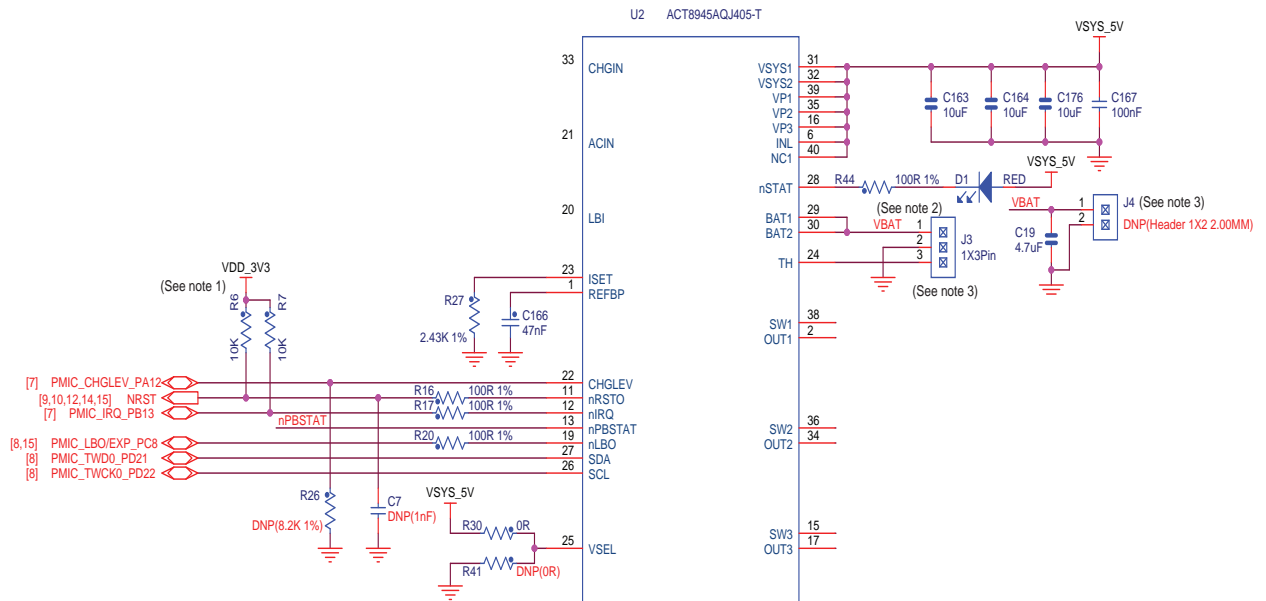 U2 ACT8945AQJ405-T
VSYS_5V
33 CHGIN
VSYS1 31
VSYS2 32
VP1 39
VP2 35
VP3 16
INL 6
NC1 40
C163
10uF
C164
10uF
C176
10uF
C167
100nF
21 ACIN
VSYS_5V
nSTAT 28
R44 100R 1% D1 RED
20 LBI
BAT1 29
BAT2 30
(See note 2)
VBAT 1
2
3
J3
1X3Pin
(See note 3)
TH 24
VBAT
1
2
J4 (See note 3)
DNP(Header 1X2 2.00MM)
C19
4.7uF
VDD_3V3
(See note 1)
R6
10K
R7
10K
23 ISET
1 REFBP
R27
2.43K 1%
C166
47nF
SW1 38
OUT1 2
[7] PMIC_CHGLEV_PA12
22 CHGLEV
[9,10,12,14,15] NRST
R16 100R 1%
11 nRSTO
[7] PMIC_IRQ_PB13
R17 100R 1%
12 nIRQ
nPBSTAT
13 nPBSTAT
[8,15] PMIC_LBO/EXP_PC8
R20 100R 1%
19 nLBO
[8] PMIC_TWD0_PD21
27 SDA
[8] PMIC_TWCK0_PD22
26 SCL
SW2 36
OUT2 34
R26
DNP(8.2K 1%)
C7
DNP(1nF)
VSYS_5V
R30 0R
R41 DNP(0R)
25 VSEL
SW3 15
OUT3 17